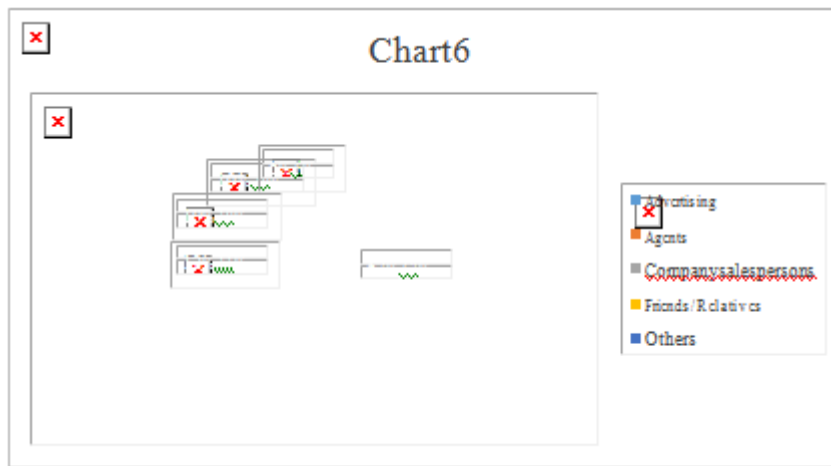 Chart6
Advertising
Agents
Companysalespersons
Friends/Relatives
Others